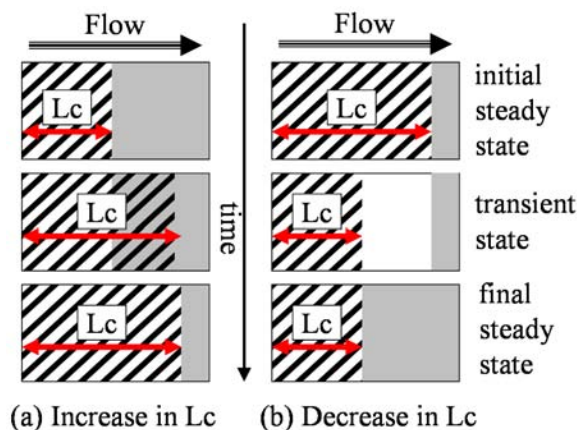 Flow
Flow
Lc
Lc
initial
steady
state
Lc
time
Lc
transient
state
Lc
Lc
final
steady
state
(a) Increase in Lc
(b) Decrease in Lc